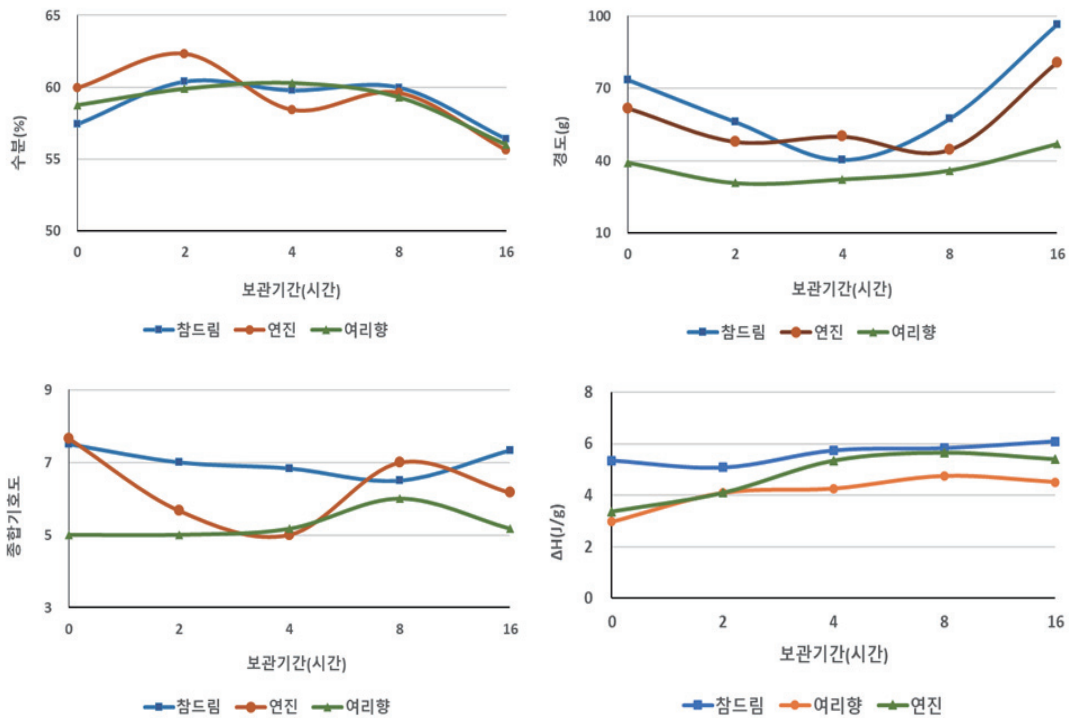 65
60
55
50
수분(%)
0 2 4 8 16
보관기간(시간)
참드림 연진 여리향
100
70
40
10
경도(g)
0 2 4 8 16
보관기간(시간)
참드림 연진 여리향
9
7
5
3
종합기호도
0 2 4 8 16
보관기간(시간)
참드림 연진 여리향
8
6
4
2
0
ΔH(J/g)
0 2 4 8 16
보관기간(시간)
참드림 여리향 연진